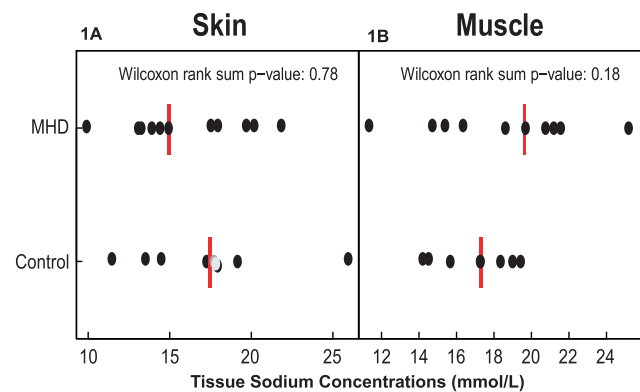 1A Skin 1B Muscle
Wilcoxon rank sum p−value: 0.78 Wilcoxon rank sum p−value: 0.18
MHD
Control
10 15 20 25 12 14 16 18 20 22 24
Tissue Sodium Concentrations (mmol/L)